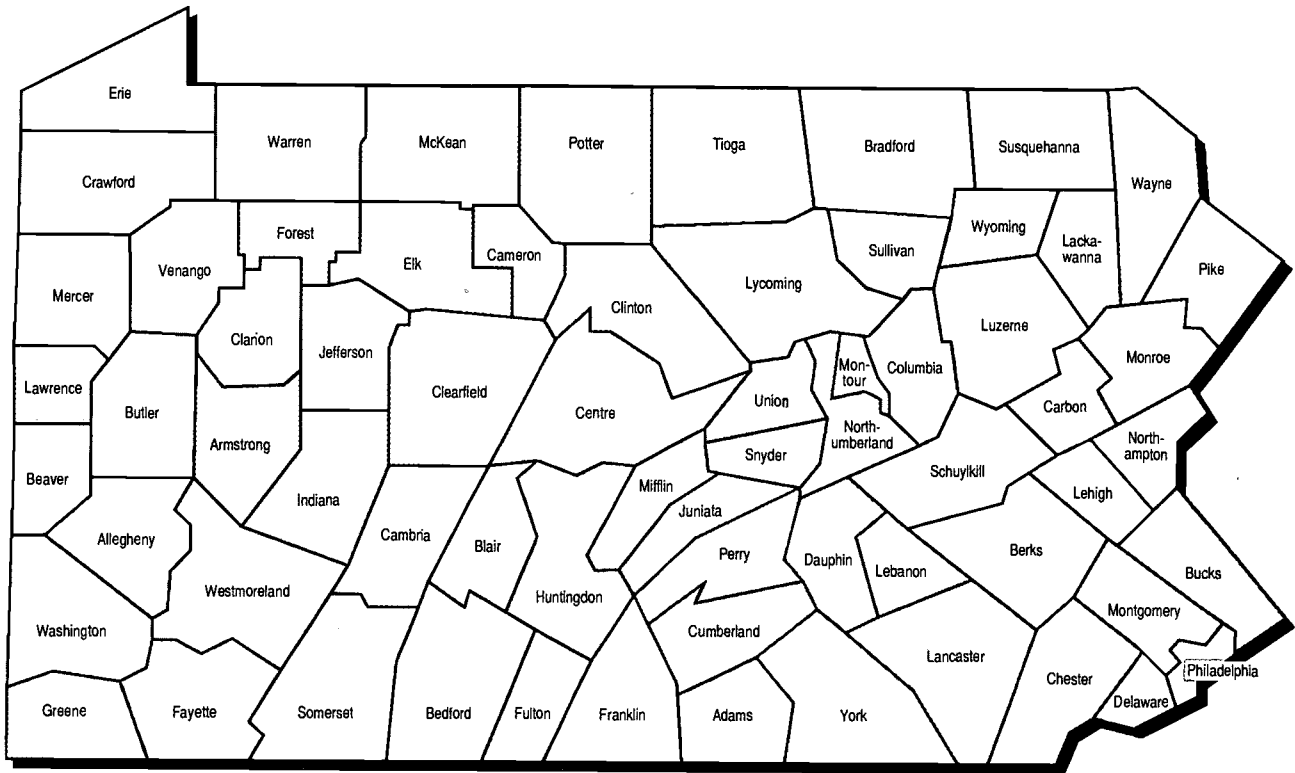 Erie
Warren
McKean
Potter
Tioga
Bradford
Susquehanna
Wayne
Crawford
Forest
Elk
Cameron
Sullivan
Wyoming
Lacka-
wanna
Pike
Venango
Mercer
Clarion
Jefferson
Clinton
Lycoming
Luzerne
Monroe
Lawrence
Butler
Clearfield
Centre
Union
Mon-
tour
Columbia
Carbon
Armstrong
Snyder
North-
umberland
North-
ampton
Beaver
Indiana
Mifflin
Schuylkill
Lehigh
Juniata
Allegheny
Cambria
Blair
Perry
Dauphin
Lebanon
Berks
Bucks
Westmoreland
Huntingdon
Montgomery
Washington
Cumberland
Lancaster
Chester
Philadelphia
Delaware
Greene
Fayette
Somerset
Bedford
Fulton
Franklin
Adams
York